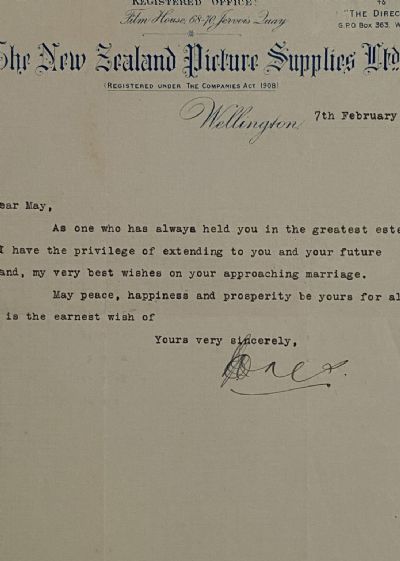 REGISTERED OFFICE:
Film House, 68-70 Jervois Quay
TO
"THE DIREC
G.P.O Box 363, W
The New Zealand Picture Supplies Ltd
(REGISTERED UNDER THE COMPANIES ACT 1908)
Wellington 7th February
ear May,
As one who has always held you in the greatest este
I have the privilege of extending to you and your future
and, my very best wishes on your approaching marriage.
May peace, happiness and prosperity be yours for al
is the earnest wish of
Yours very sincerely,